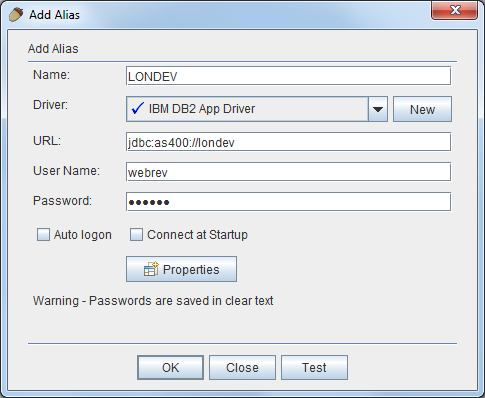 Add Alias
Add Alias
Name: LONDEV
Driver: IBM DB2 App Driver New
URL: jdbc:as400://londev
User Name: webrev
Password: ●●●●●●
Auto logon Connect at Startup
Properties
Warning - Passwords are saved in clear text
OK Close Test